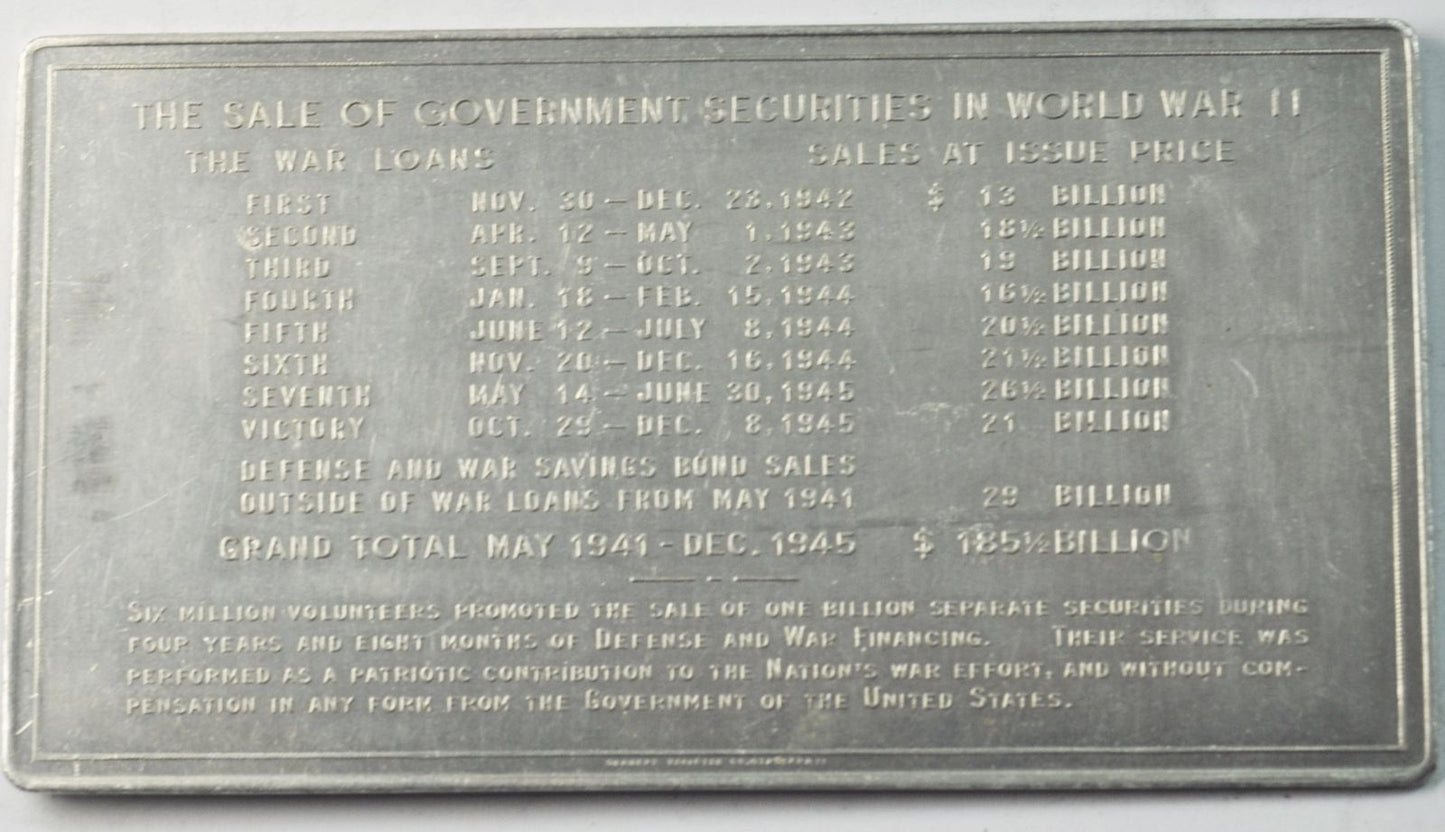 THE SALE OF GOVERNMENT SECURITIES IN WORLD WAR II
THE WAR LOANS SALES AT ISSUE PRICE
FIRST NOV. 30 – DEC. 23, 1942 $ 13 BILLION
SECOND APR. 12 – MAY 1, 1943 18½ BILLION
THIRD SEPT. 9 – OCT. 2, 1943 19 BILLION
FOURTH JAN. 18 – FEB. 15, 1944 16½ BILLION
FIFTH JUNE 12 – JULY 8, 1944 20½ BILLION
SIXTH NOV. 20 – DEC. 16, 1944 21½ BILLION
SEVENTH MAY 14 – JUNE 30, 1945 26½ BILLION
VICTORY OCT. 29 – DEC. 8, 1945 21 BILLION
DEFENSE AND WAR SAVINGS BOND SALES
OUTSIDE OF WAR LOANS FROM MAY 1941 29 BILLION
GRAND TOTAL MAY 1941 - DEC. 1945 $ 185½ BILLION
SIX MILLION VOLUNTEERS PROMOTED THE SALE OF ONE BILLION SEPARATE SECURITIES DURING
FOUR YEARS AND EIGHT MONTHS OF DEFENSE AND WAR FINANCING. THEIR SERVICE WAS
PERFORMED AS A PATRIOTIC CONTRIBUTION TO THE NATION'S WAR EFFORT, AND WITHOUT COM-
PENSATION IN ANY FORM FROM THE GOVERNMENT OF THE UNITED STATES.